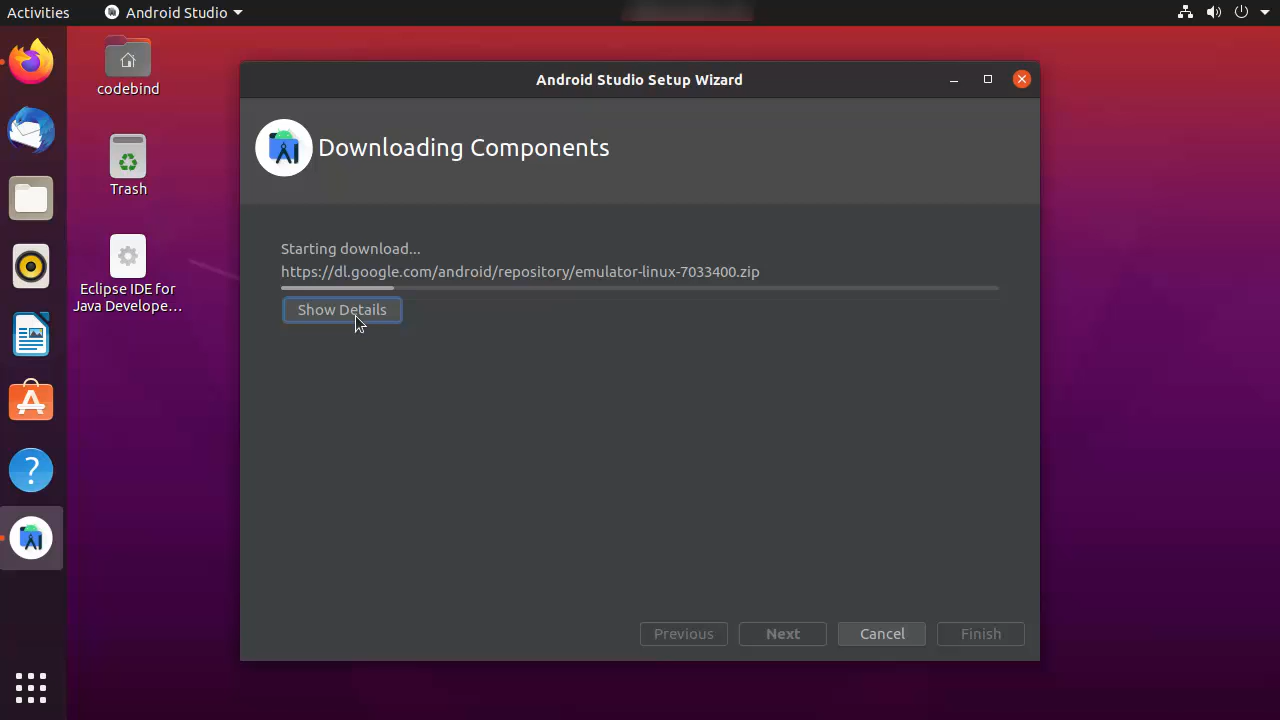 Activities
Android Studio
codebind
Trash
Eclipse IDE for
Java Develope...
Android Studio Setup Wizard
Downloading Components
Starting download...
https://dl.google.com/android/repository/emulator-linux-7033400.zip
Show Details
Previous
Next
Cancel
Finish